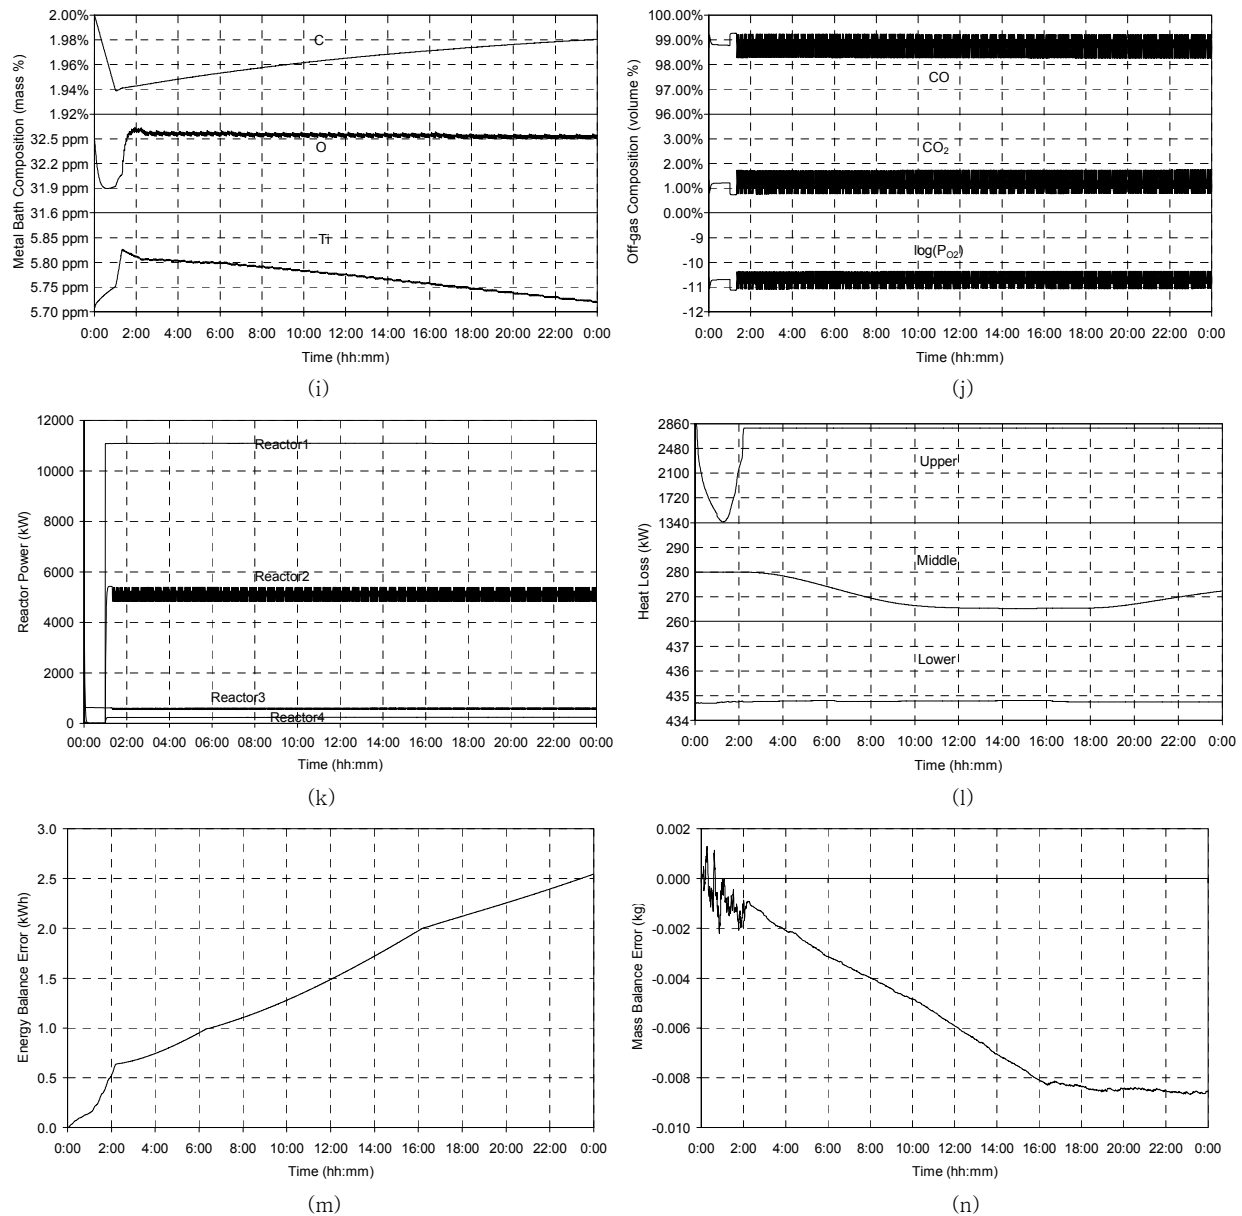 2.00%
1.98%
1.96%
1.94%
1.92%
32.5 ppm
32.2 ppm
31.9 ppm
31.6 ppm
5.85 ppm
5.80 ppm
5.75 ppm
5.70 ppm
Metal Bath Composition (mass %)
C
O
Ti
0:00 2:00 4:00 6:00 8:00 10:00 12:00 14:00 16:00 18:00 20:00 22:00 0:00
Time (hh:mm)
(i)
100.00%
99.00%
98.00%
97.00%
96.00%
3.00%
2.00%
1.00%
0.00%
-9
-10
-11
-12
Off-gas Composition (volume %)
CO
CO2
log(PO2)
0:00 2:00 4:00 6:00 8:00 10:00 12:00 14:00 16:00 18:00 20:00 22:00 0:00
Time (hh:mm)
(j)
12000
10000
8000
6000
4000
2000
0
Reactor Power (kW)
Reactor1
Reactor2
Reactor3
Reactor4
00:00 02:00 04:00 06:00 08:00 10:00 12:00 14:00 16:00 18:00 20:00 22:00 00:00
Time (hh:mm)
(k)
2860
2480
2100
1720
1340
290
280
270
260
437
436
435
434
Heat Loss (kW)
Upper
Middle
Lower
0:00 2:00 4:00 6:00 8:00 10:00 12:00 14:00 16:00 18:00 20:00 22:00 0:00
Time (hh:mm)
(l)
3.0
2.5
2.0
1.5
1.0
0.5
0.0
Energy Balance Error (kWh)
0:00 2:00 4:00 6:00 8:00 10:00 12:00 14:00 16:00 18:00 20:00 22:00 0:00
Time (hh:mm)
(m)
0.002
0.000
-0.002
-0.004
-0.006
-0.008
-0.010
Mass Balance Error (kg)
0:00 2:00 4:00 6:00 8:00 10:00 12:00 14:00 16:00 18:00 20:00 22:00 0:00
Time (hh:mm)
(n)